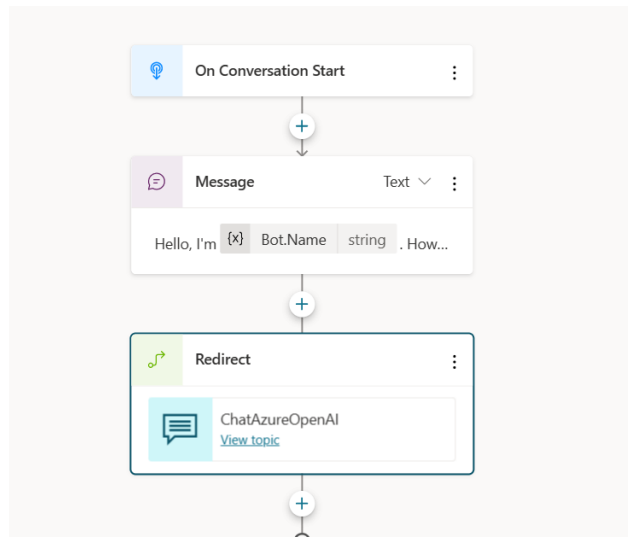 On Conversation Start
Message Text
Hello, I'm {x} Bot.Name string . How...
Redirect
ChatAzureOpenAI
View topic